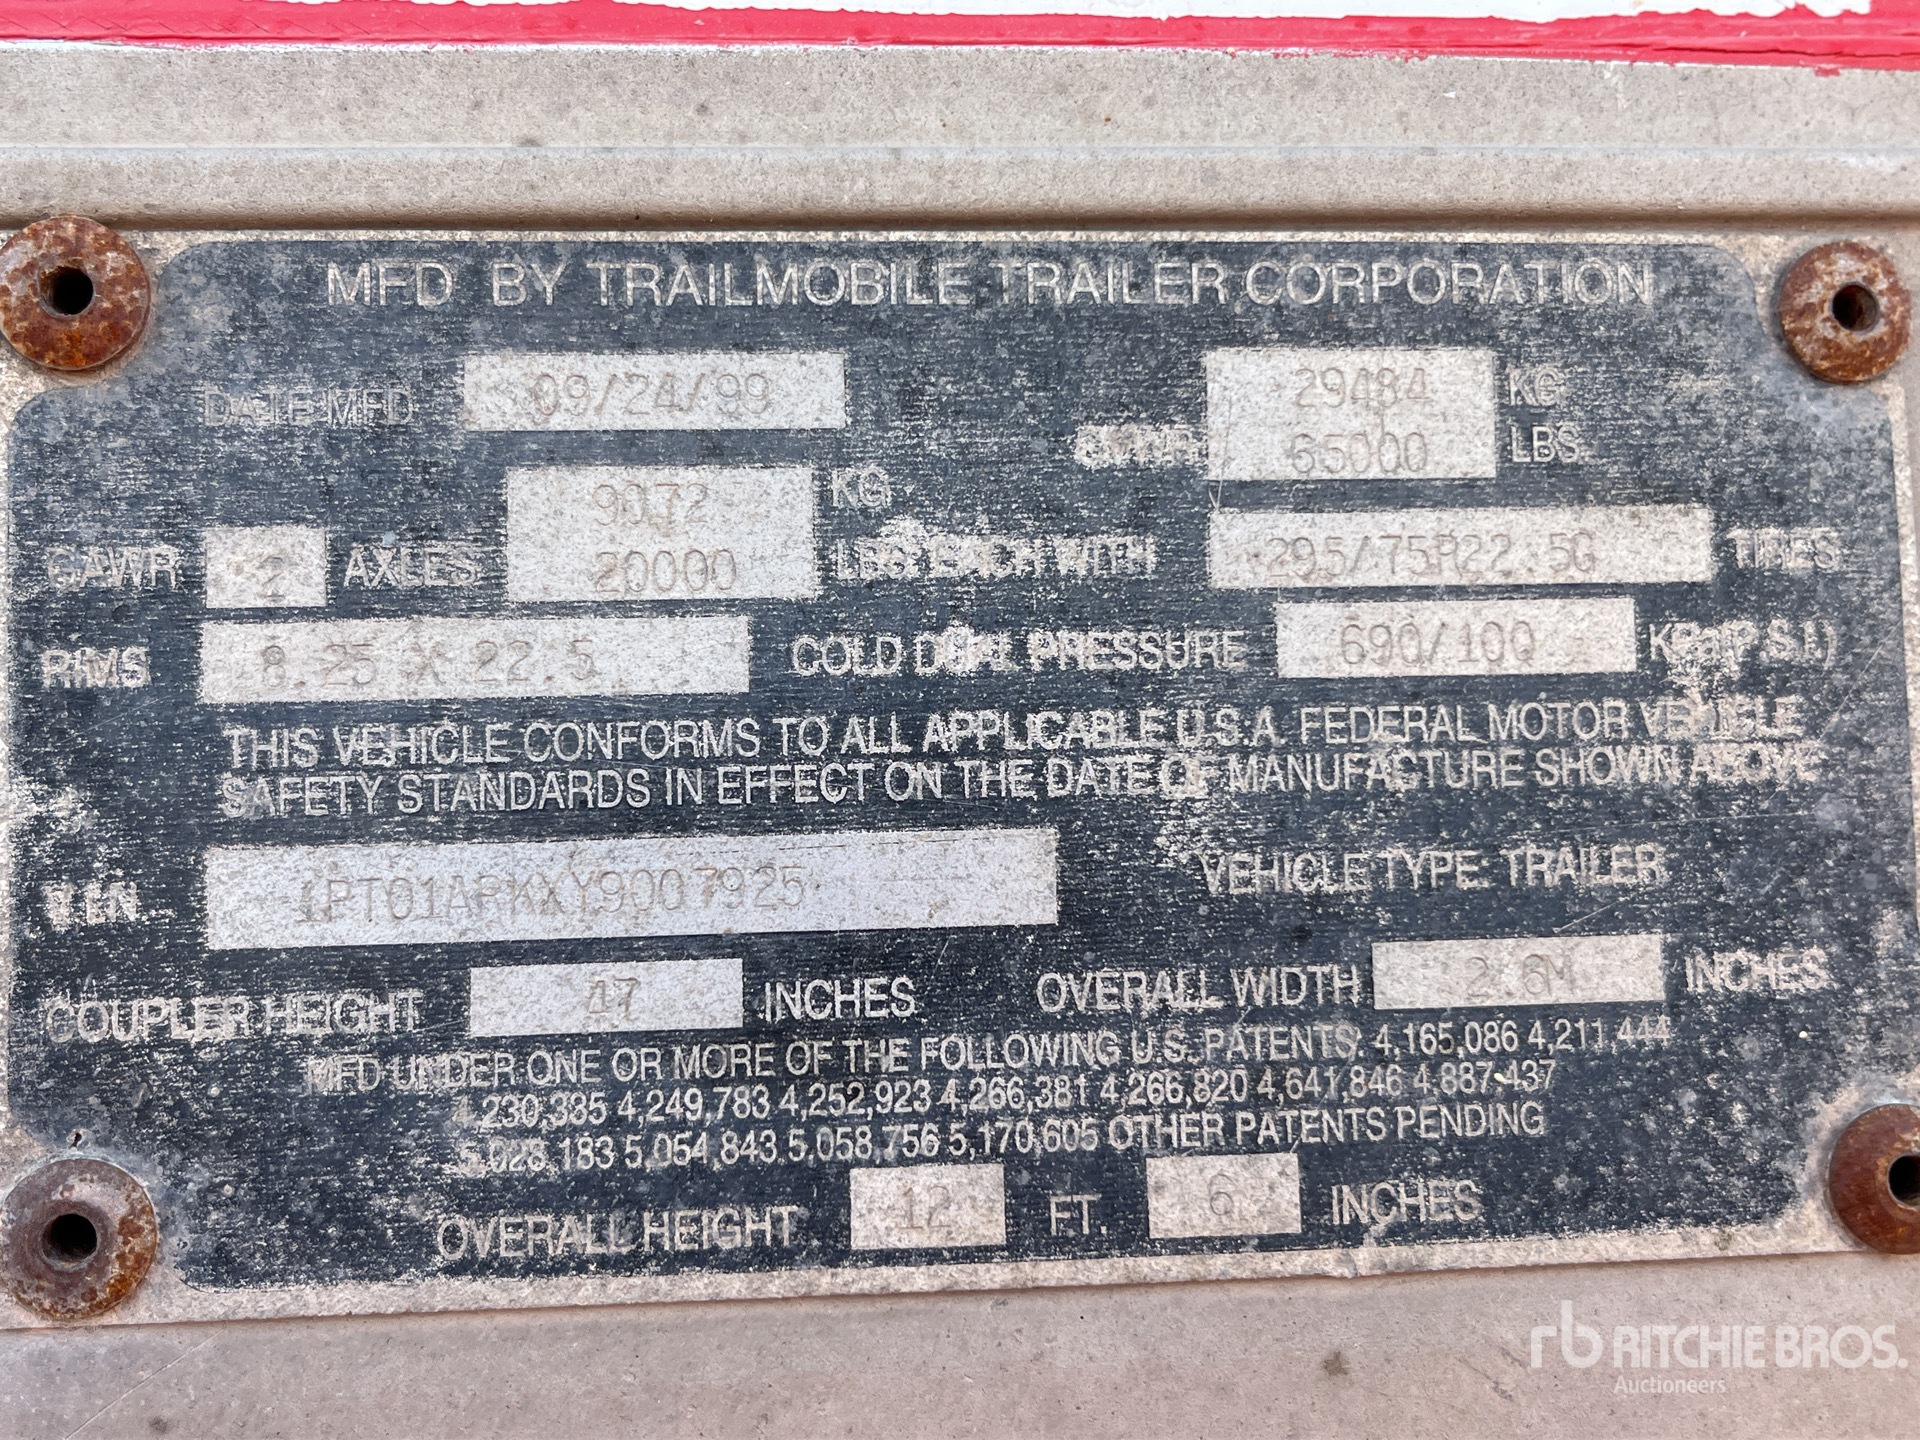 MFD BY TRAILMOBILE TRAILER CORPORATION
DATE MFD 09/24/99 GVWR 29484 KG
65000 LBS.
9072 KG
GAWR 2 AXLES 20000 LBS. EACH WITH 295/75R22.5G TIRES
RIMS 8.25 X 22.5 COLD DUAL PRESSURE 690/100 KPa(P.S.I.)
THIS VEHICLE CONFORMS TO ALL APPLICABLE U.S.A. FEDERAL MOTOR VEHICLE
SAFETY STANDARDS IN EFFECT ON THE DATE OF MANUFACTURE SHOWN ABOVE
V.I.N. 1PT01APKXY9007925 VEHICLE TYPE: TRAILER
COUPLER HEIGHT 47 INCHES OVERALL WIDTH 2.6M INCHES
MFD UNDER ONE OR MORE OF THE FOLLOWING U.S. PATENTS: 4,165,086 4,211,444
4,230,385 4,249,783 4,252,923 4,266,381 4,266,820 4,641,846 4,887,437
5,028,183 5,054,843 5,058,756 5,170,605 OTHER PATENTS PENDING
OVERALL HEIGHT 12 FT. 6 INCHES
rb RITCHIE BROS.
Auctioneers